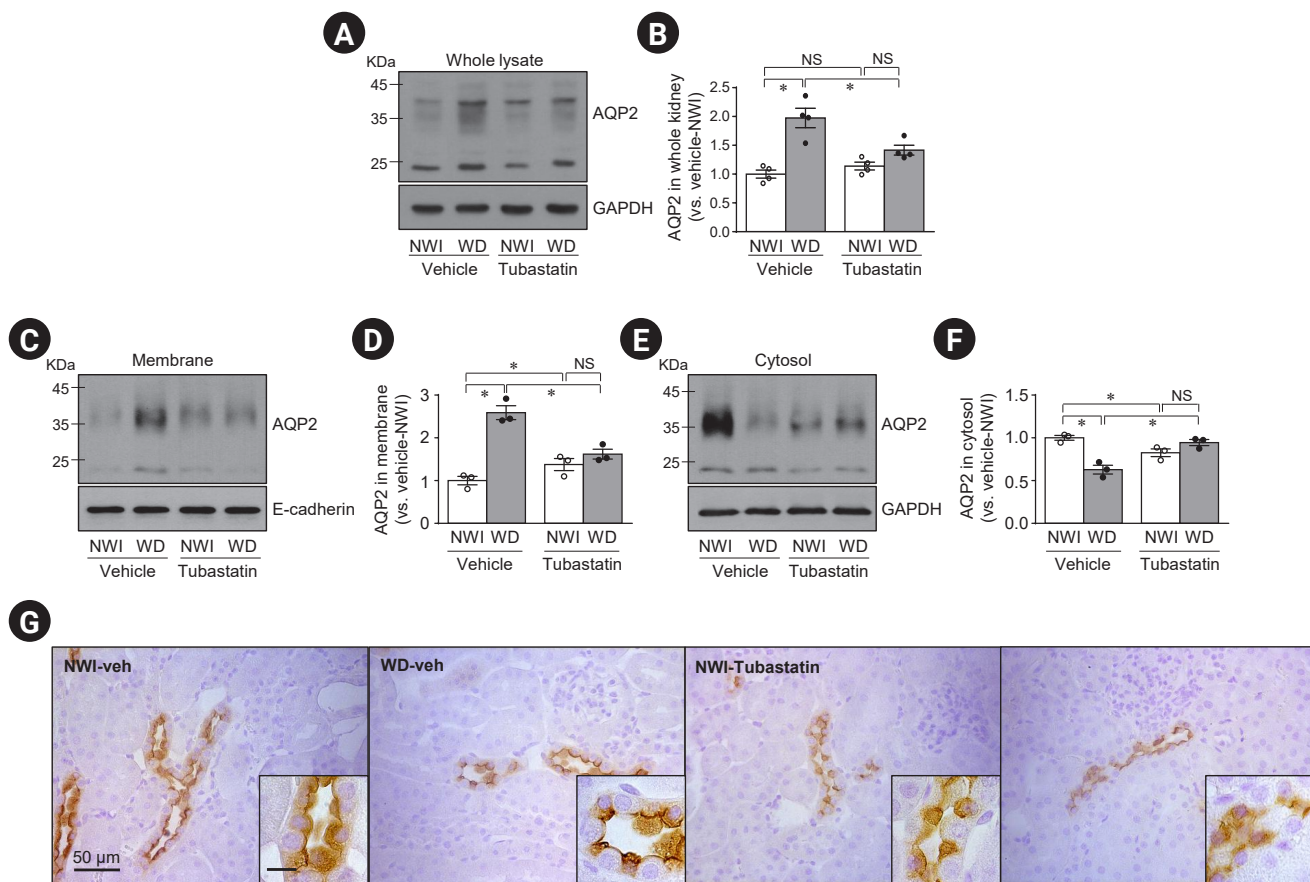 A
Whole lysate
KDa
45
35
25
AQP2
GAPDH
NWI WD NWI WD
Vehicle Tubastatin
B
AQP2 in whole kidney
(vs. vehicle-NWI)
2.5
2.0
1.5
1.0
0.5
0.0
NS NS
* *
NWI WD NWI WD
Vehicle Tubastatin
C
Membrane
KDa
45
35
25
AQP2
E-cadherin
NWI WD NWI WD
Vehicle Tubastatin
D
AQP2 in membrane
(vs. vehicle-NWI)
3
2
1
0
* NS
* *
NWI WD NWI WD
Vehicle Tubastatin
E
Cytosol
KDa
45
35
25
AQP2
GAPDH
NWI WD NWI WD
Vehicle Tubastatin
F
AQP2 in cytosol
(vs. vehicle-NWI)
1.5
1.0
0.5
0.0
* NS
* *
NWI WD NWI WD
Vehicle Tubastatin
G
NWI-veh
WD-veh
NWI-Tubastatin
50 µm